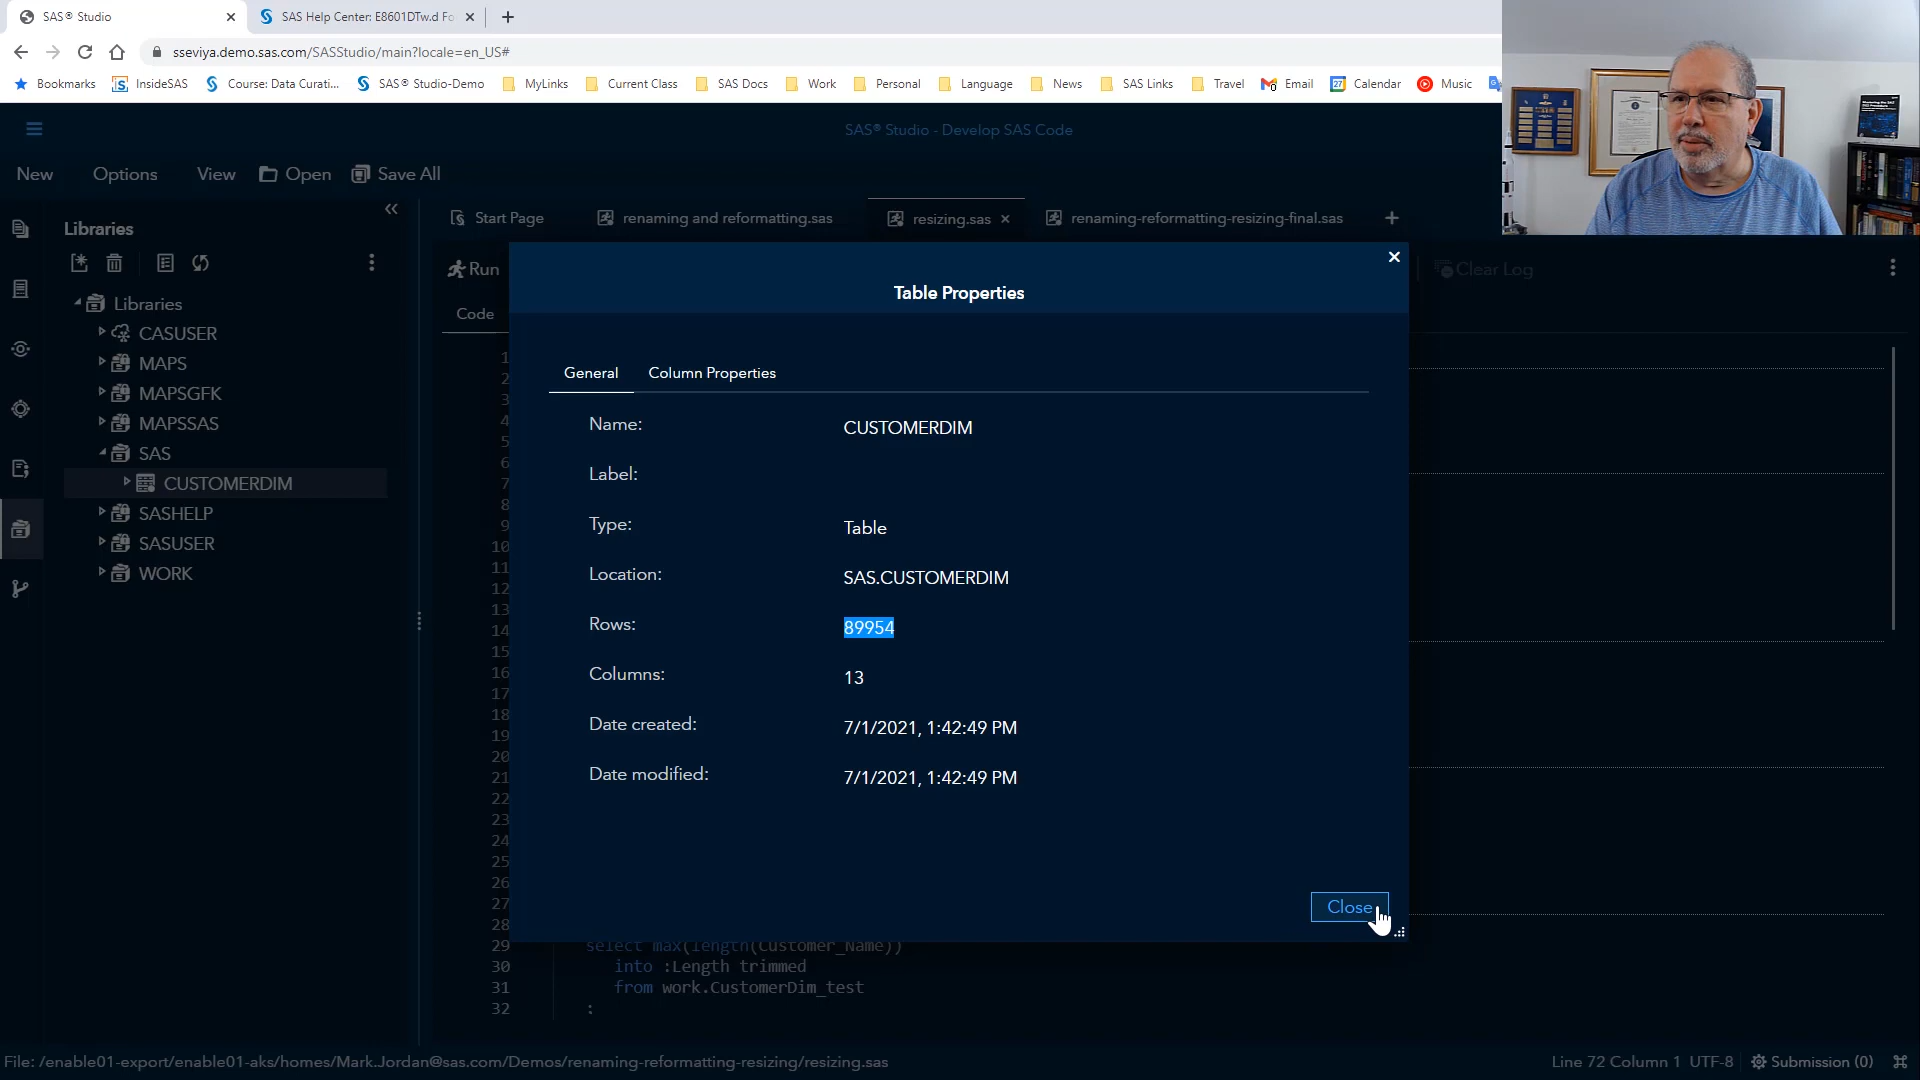 SAS® Studio
SAS Help Center: E8601DTw.d Fo
sseviya.demo.sas.com/SASStudio/main?locale=en_US#
Bookmarks InsideSAS Course: Data Curati... SAS® Studio-Demo MyLinks Current Class SAS Docs Work Personal Language News SAS Links Travel Email 27 Calendar Music
SAS® Studio - Develop SAS Code
New Options View Open Save All
Libraries
Start Page renaming and reformatting.sas resizing.sas renaming-reformatting-resizing-final.sas
Run Clear Log
Code
Libraries
CASUSER
MAPS
MAPSGFK
MAPSSAS
SAS
CUSTOMERDIM
SASHELP
SASUSER
WORK
Table Properties
General Column Properties
Name: CUSTOMERDIM
Label:
Type: Table
Location: SAS.CUSTOMERDIM
Rows: 89954
Columns: 13
Date created: 7/1/2021, 1:42:49 PM
Date modified: 7/1/2021, 1:42:49 PM
Close
1
2
3
4
5
6
7
8
9
10
11
12
13
14
15
16
17
18
19
20
21
22
23
24
25
26
27
28
29 select max(length(Customer_Name))
30 into :Length trimmed
31 from work.CustomerDim_test
32 ;
File: /enable01-export/enable01-aks/homes/Mark.Jordan@sas.com/Demos/renaming-reformatting-resizing/resizing.sas
Line 72 Column 1 UTF-8 Submission (0)